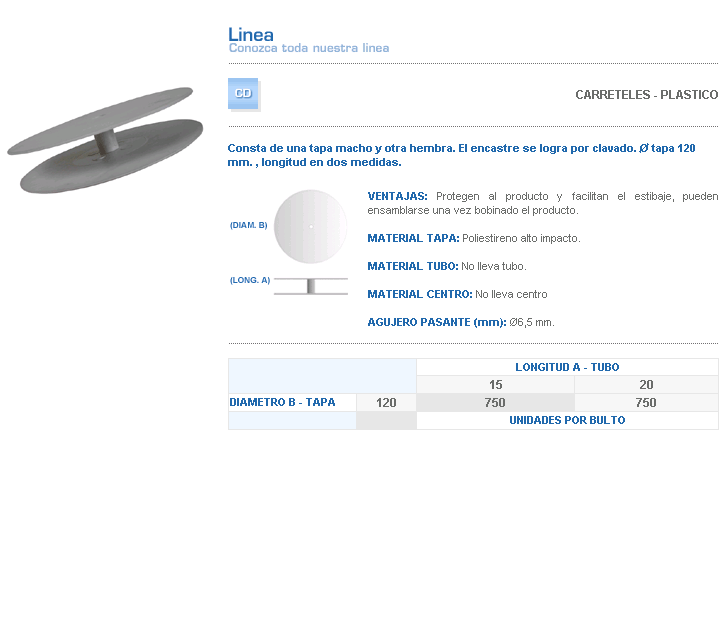 Linea
Conozca toda nuestra linea
CD
CARRETELES - PLASTICO
Consta de una tapa macho y otra hembra. El encastre se logra por clavado. Ø tapa 120
mm. , longitud en dos medidas.
VENTAJAS: Protegen al producto y facilitan el estibaje, pueden
ensamblarse una vez bobinado el producto.
(DIAM. B)
MATERIAL TAPA: Poliestireno alto impacto.
MATERIAL TUBO: No lleva tubo.
(LONG. A)
MATERIAL CENTRO: No lleva centro
AGUJERO PASANTE (mm): Ø6,5 mm.
LONGITUD A - TUBO
15 20
DIAMETRO B - TAPA 120 750 750
UNIDADES POR BULTO